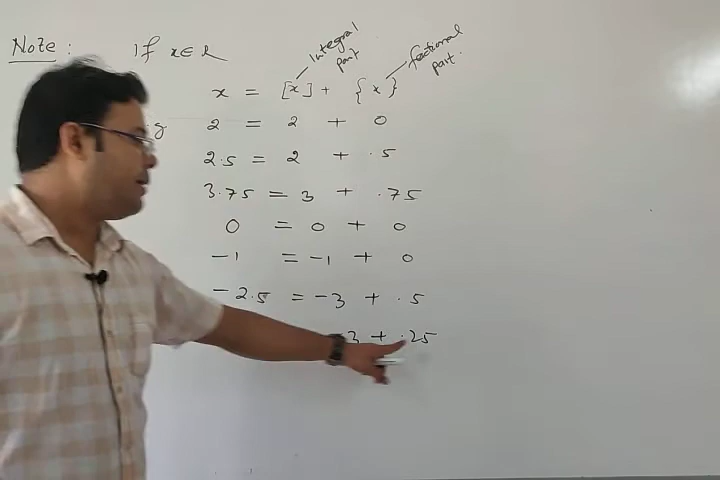 Note : If x ∈ R
integral part
fractional part.
x = [x] + {x}
e.g. 2 = 2 + 0
2.5 = 2 + .5
3.75 = 3 + .75
0 = 0 + 0
-1 = -1 + 0
-2.5 = -3 + .5
3 + .25